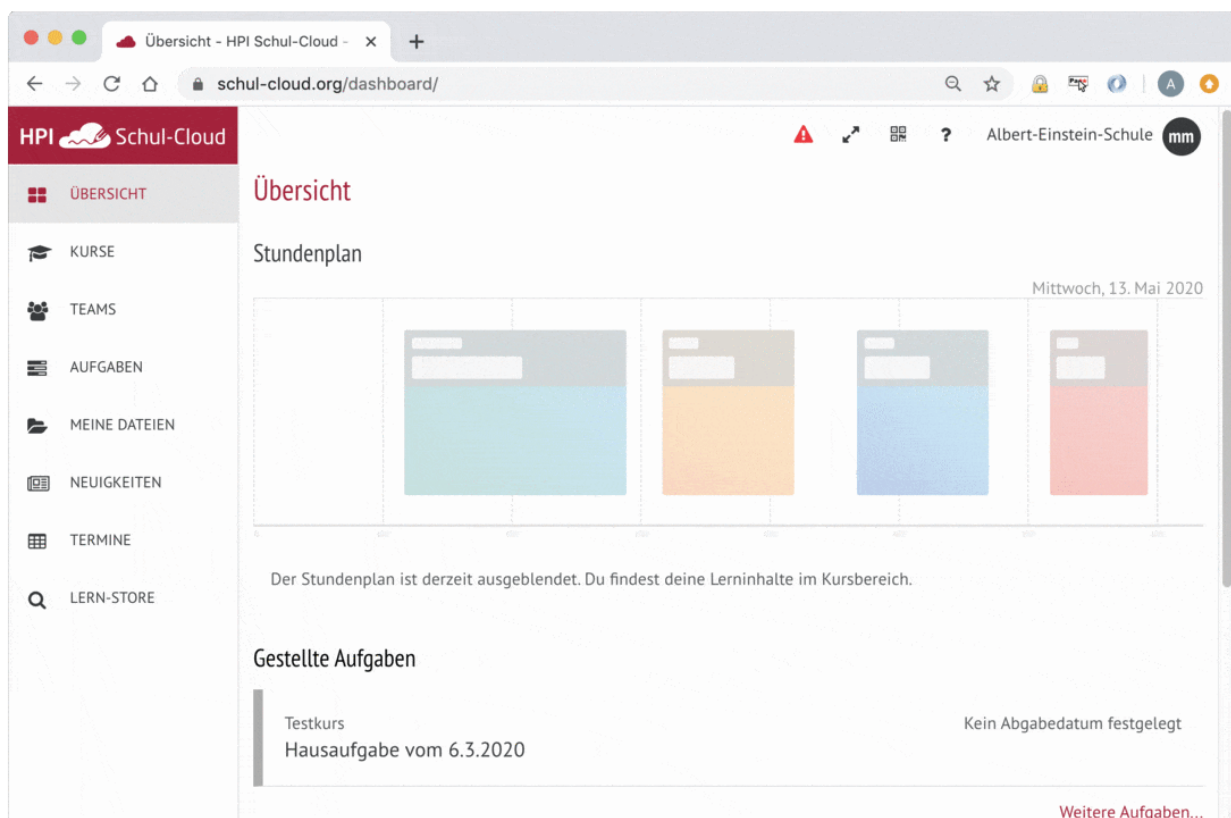 Übersicht - HPI Schul-Cloud -
schul-cloud.org/dashboard/
A
HPI Schul-Cloud
? Albert-Einstein-Schule mm
ÜBERSICHT
KURSE
TEAMS
AUFGABEN
MEINE DATEIEN
NEUIGKEITEN
TERMINE
LERN-STORE
Übersicht
Stundenplan
Mittwoch, 13. Mai 2020
Der Stundenplan ist derzeit ausgeblendet. Du findest deine Lerninhalte im Kursbereich.
Gestellte Aufgaben
Testkurs
Kein Abgabedatum festgelegt
Hausaufgabe vom 6.3.2020
Weitere Aufgaben...